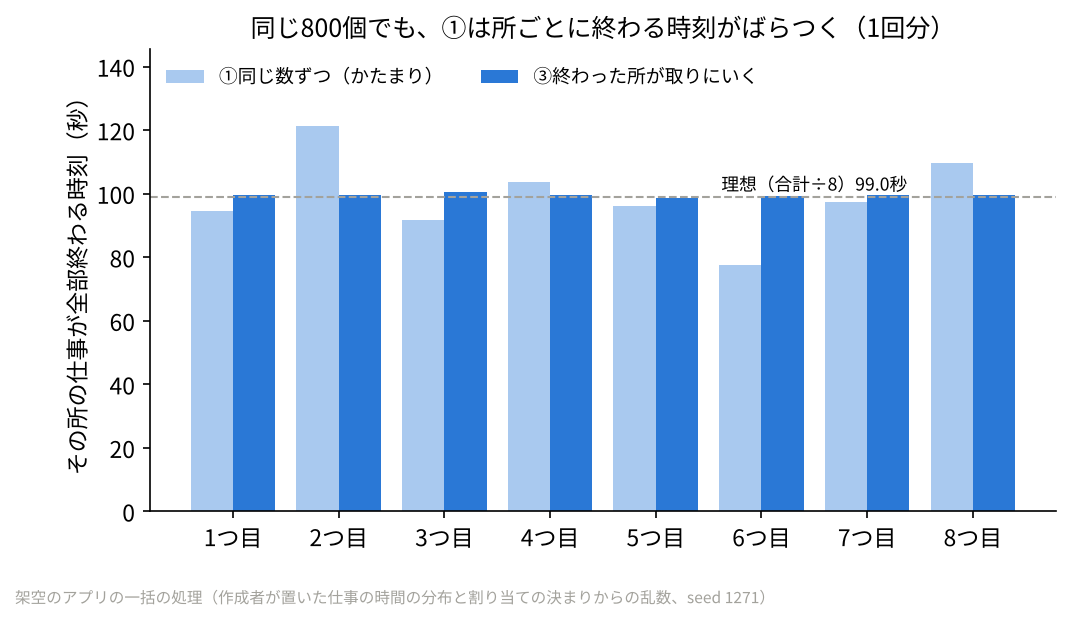 同じ800個でも、①は所ごとに終わる時刻がばらつく（1回分）
①同じ数ずつ（かたまり）
③終わった所が取りにいく
その所の仕事が全部終わる時刻（秒）
140
120
100
80
60
40
20
0
理想（合計÷8）99.0秒
1つ目
2つ目
3つ目
4つ目
5つ目
6つ目
7つ目
8つ目
架空のアプリの一括の処理（作成者が置いた仕事の時間の分布と割り当ての決まりからの乱数、seed 1271）